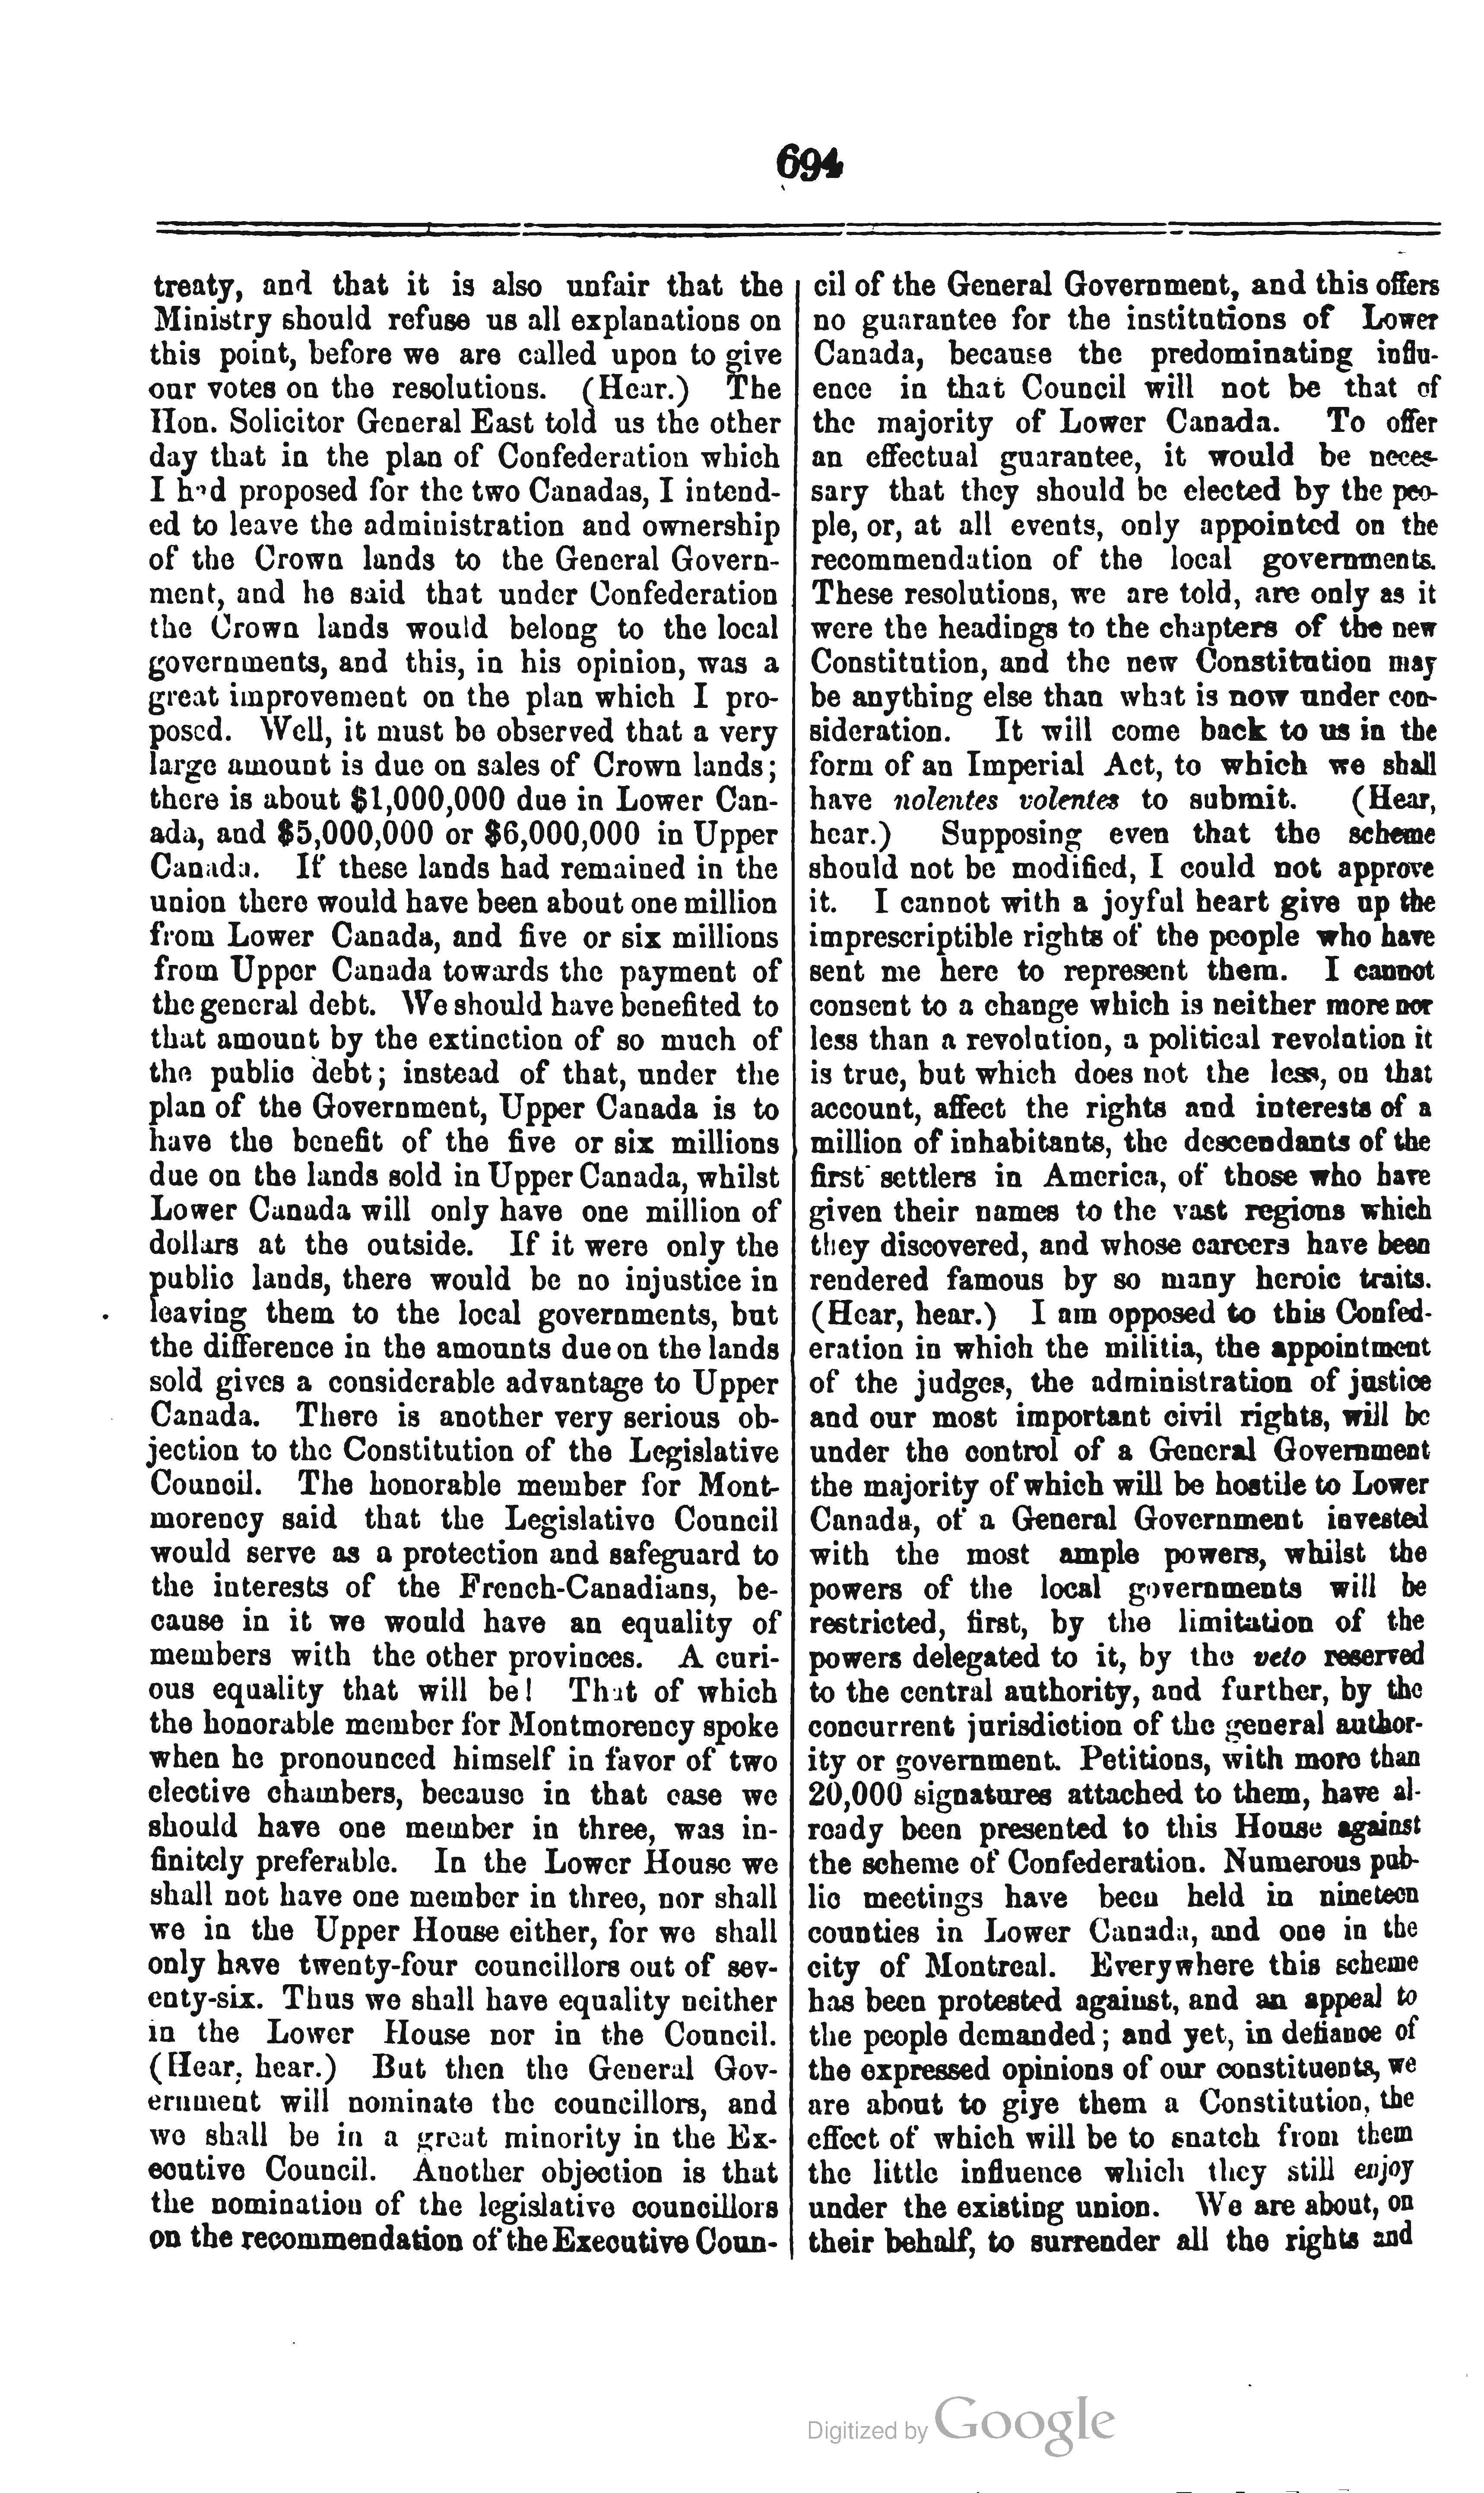 694
treaty, and that it is also unfair that the
Ministry should refuse us all explanations on
this point, before we are called upon to give
our votes on the resolutions. (Hear.) The
Hon. Solicitor General East told us the other
day that in the plan of Confederation which
I had proposed for the two Canadas, I intend-
ed to leave the administration and ownership
of the Crown lands to the General Govern-
ment, and he said that under Confederation
the Crown lands would belong to the local
governments, and this, in his opinion, was a
great improvement on the plan which I pro-
posed. Well, it must be observed that a very
large amount is due on sales of Crown lands;
there is about $1,000,000 due in Lower Can-
ada, and $5,000,000 or $6,000,000 in Upper
Canada. If these lands had remained in the
union there would have been about one million
from Lower Canada, and five or six millions
from Upper Canada towards the payment of
the general debt. We should have benefited to
that amount by the extinction of so much of
the public debt; instead of that, under the
plan of the Government, Upper Canada is to
have the benefit of the five or six millions
due on the lands sold in Upper Canada, whilst
Lower Canada will only have one million of
dollars at the outside. If it were only the
public lands, there would be no injustice in
leaving them to the local governments, but
the difference in the amounts due on the lands
sold gives a considerable advantage to Upper
Canada. There is another very serious ob-
jection to the Constitution of the Legislative
Council. The honorable member for Mont-
morency said that the Legislative Council
would serve as a protection and safeguard to
the interests of the French-Canadians, be-
cause in it we would have an equality of
members with the other provinces. A curi-
ous equality that will be! That of which
the honorable member for Montmorency spoke
when he pronounced himself in favor of two
elective chambers, because in that case we
should have one member in three, was in-
finitely preferable. In the Lower House we
shall not have one member in three, nor shall
we in the Upper House either, for we shall
only have twenty-four councillors out of sev-
enty-six. Thus we shall have equality neither
in the Lower House nor in the Council.
(Hear, hear.) But then the General Gov-
ernment will nominate the councillors, and
we shall be in a great minority in the Ex-
ecutive Council. Another objection is that
the nomination of the legislative councillors
on the recommendation of the Executive Coun-
cil of the General Government, and this offers
no guarantee for the institutions of Lower
Canada, because the predominating influ-
ence in that Council will not be that of
the majority of Lower Canada. To offer
an effectual guarantee, it would be neces-
sary that they should be elected by the peo-
ple, or, at all events, only appointed on the
recommendation of the local governments.
These resolutions, we are told, are only as it
were the headings to the chapters of the new
Constitution, and the new Constitution may
be anything else than what is now under con-
sideration. It will come back to us in the
form of an Imperial Act, to which we shall
have nolentes volentes to submit. (Hear,
hear.) Supposing even that the scheme
should not be modified, I could not approve
it. I cannot with a joyful heart give up the
imprescriptible rights of the people who have
sent me here to represent them. I cannot
consent to a change which is neither more nor
less than a revolution, a political revolution it
is true, but which does not the less, on that
account, affect the rights and interests of a
million of inhabitants, the descendants of the
first settlers in America, of those who have
given their names to the vast regions which
they discovered, and whose careers have been
rendered famous by so many heroic traits.
(Hear, hear.) I am opposed to this Confed-
eration in which the militia, the appointment
of the judges, the administration of justice
and our most important civil rights, will be
under the control of a General Government
the majority of which will be hostile to Lower
Canada, of a General Government invested
with the most ample powers, whilst the
powers of the local governments will be
restricted, first, by the limitation of the
powers delegated to it, by the veto reserved
to the central authority, and further, by the
concurrent jurisdiction of the general author-
ity or government. Petitions, with more than
20,000 signatures attached to them, have al-
ready been presented to this House against
the scheme of Confederation. Numerous pub-
lic meetings have been held in nineteen
counties in Lower Canada, and one in the
city of Montreal. Everywhere this scheme
has been protested against, and an appeal to
the people demanded; and yet, in defiance of
the expressed opinions of our constituents, we
are about to give them a Constitution, the
effect of which will be to snatch from them
the little influence which they still enjoy
under the existing union. We are about, on
their behalf, to surrender all the rights and
Digitized by Google